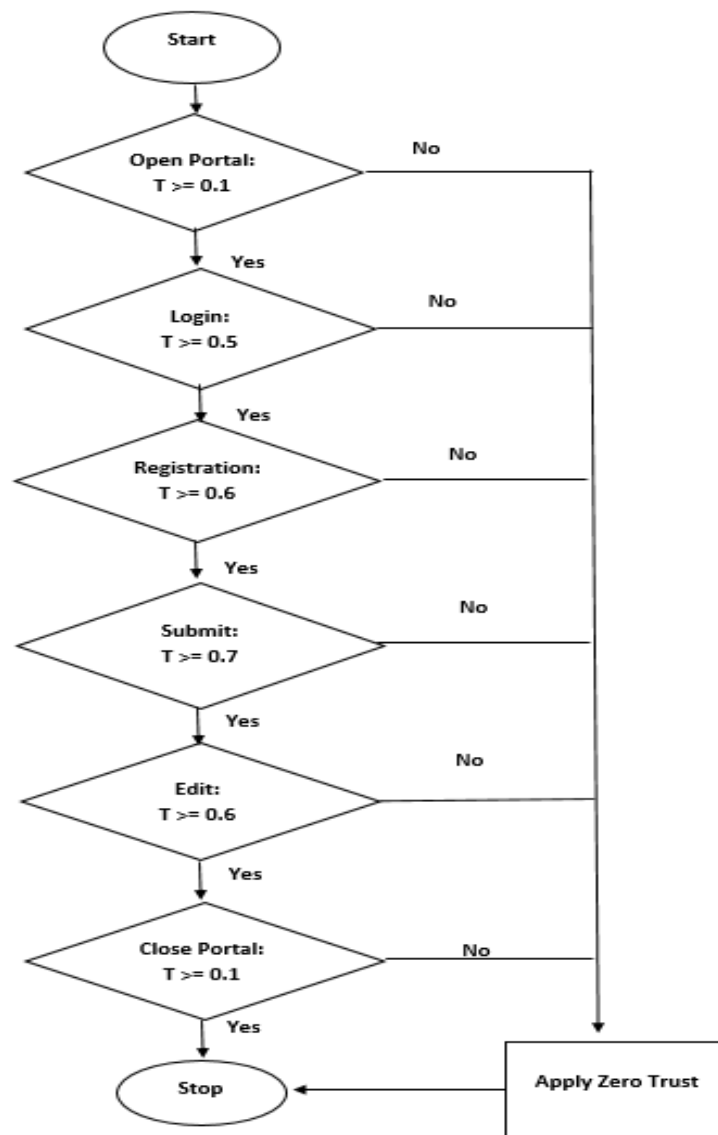 Start
Open Portal:
T >= 0.1
No
Yes
Login:
T >= 0.5
No
Yes
Registration:
T >= 0.6
No
Yes
Submit:
T >= 0.7
No
Yes
Edit:
T >= 0.6
No
Yes
Close Portal:
T >= 0.1
No
Yes
Stop
Apply Zero Trust